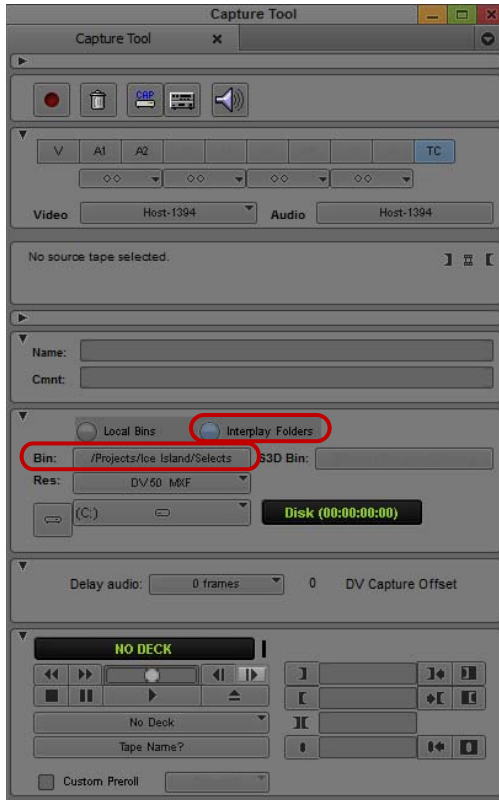 Capture Tool
Capture Tool
CAP
V A1 A2 TC
Video Host-1394 Audio Host-1394
No source tape selected.
Name:
Cmnt:
Local Bins Interplay Folders
Bin: /Projects/Ice Island/Selects S3D Bin:
Res: DV50 MXF
(C:) Disk (00:00:00:00)
Delay audio: 0 frames 0 DV Capture Offset
NO DECK
No Deck
Tape Name?
Custom Preroll